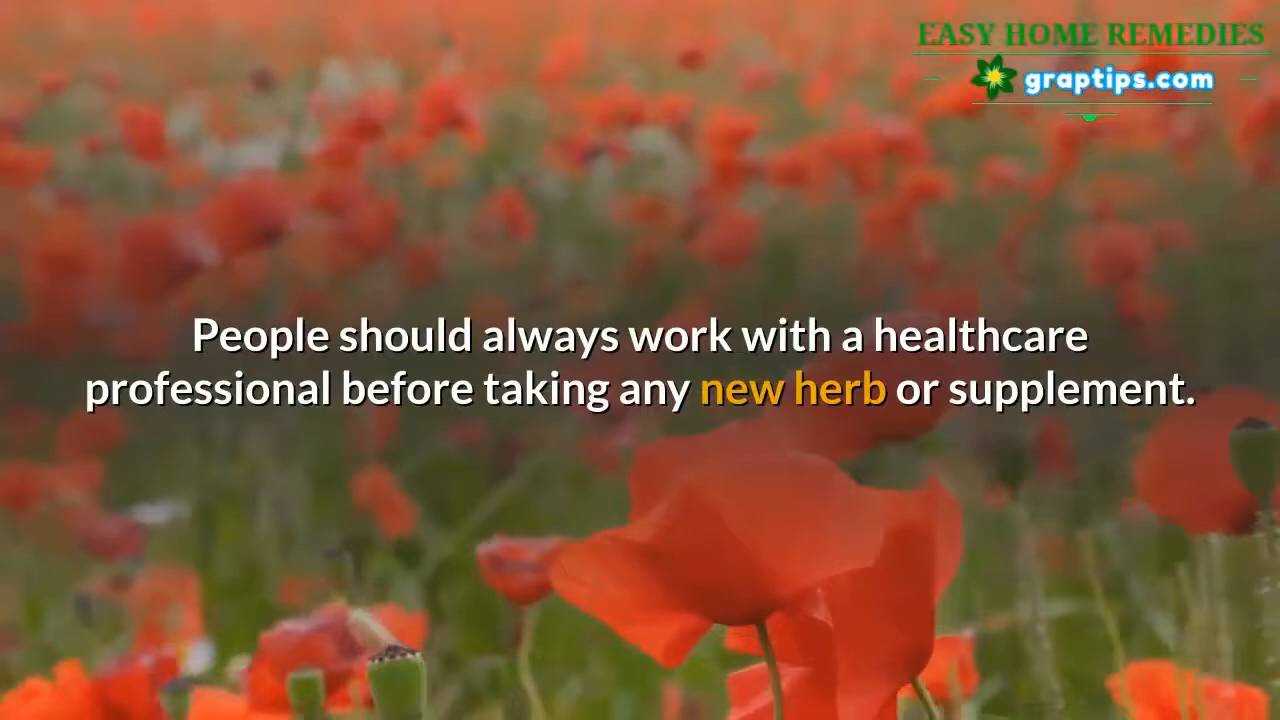 EASY HOME REMEDIES
graptips.com
People should always work with a healthcare
professional before taking any new herb or supplement.